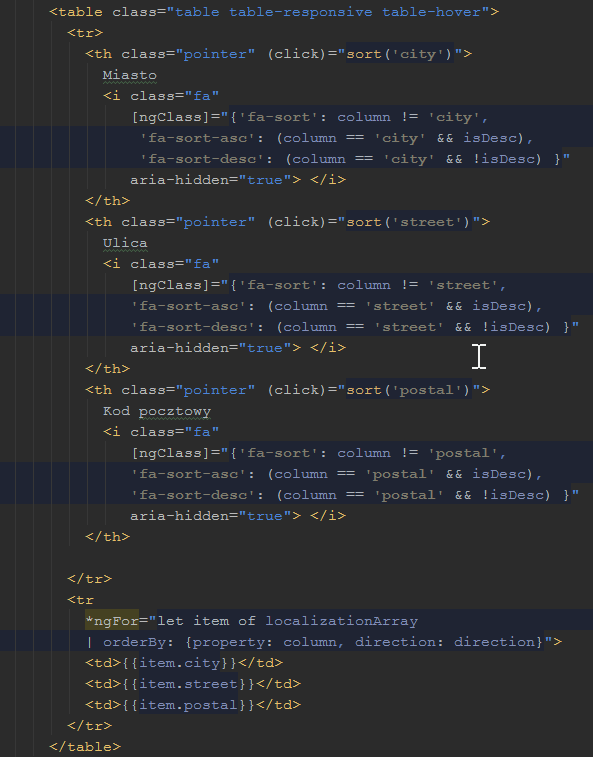 <table class="table table-responsive table-hover">
<tr>
<th class="pointer" (click)="sort('city')">
Miasto
<i class="fa"
[ngClass]="{'fa-sort': column != 'city',
'fa-sort-asc': (column == 'city' && isDesc),
'fa-sort-desc': (column == 'city' && !isDesc) }"
aria-hidden="true"> </i>
</th>
<th class="pointer" (click)="sort('street')">
Ulica
<i class="fa"
[ngClass]="{'fa-sort': column != 'street',
'fa-sort-asc': (column == 'street' && isDesc),
'fa-sort-desc': (column == 'street' && !isDesc) }"
aria-hidden="true"> </i>
</th>
<th class="pointer" (click)="sort('postal')">
Kod pocztowy
<i class="fa"
[ngClass]="{'fa-sort': column != 'postal',
'fa-sort-asc': (column == 'postal' && isDesc),
'fa-sort-desc': (column == 'postal' && !isDesc) }"
aria-hidden="true"> </i>
</th>
</tr>
<tr
*ngFor="let item of localizationArray
| orderBy: {property: column, direction: direction}">
<td>{{item.city}}</td>
<td>{{item.street}}</td>
<td>{{item.postal}}</td>
</tr>
</table>